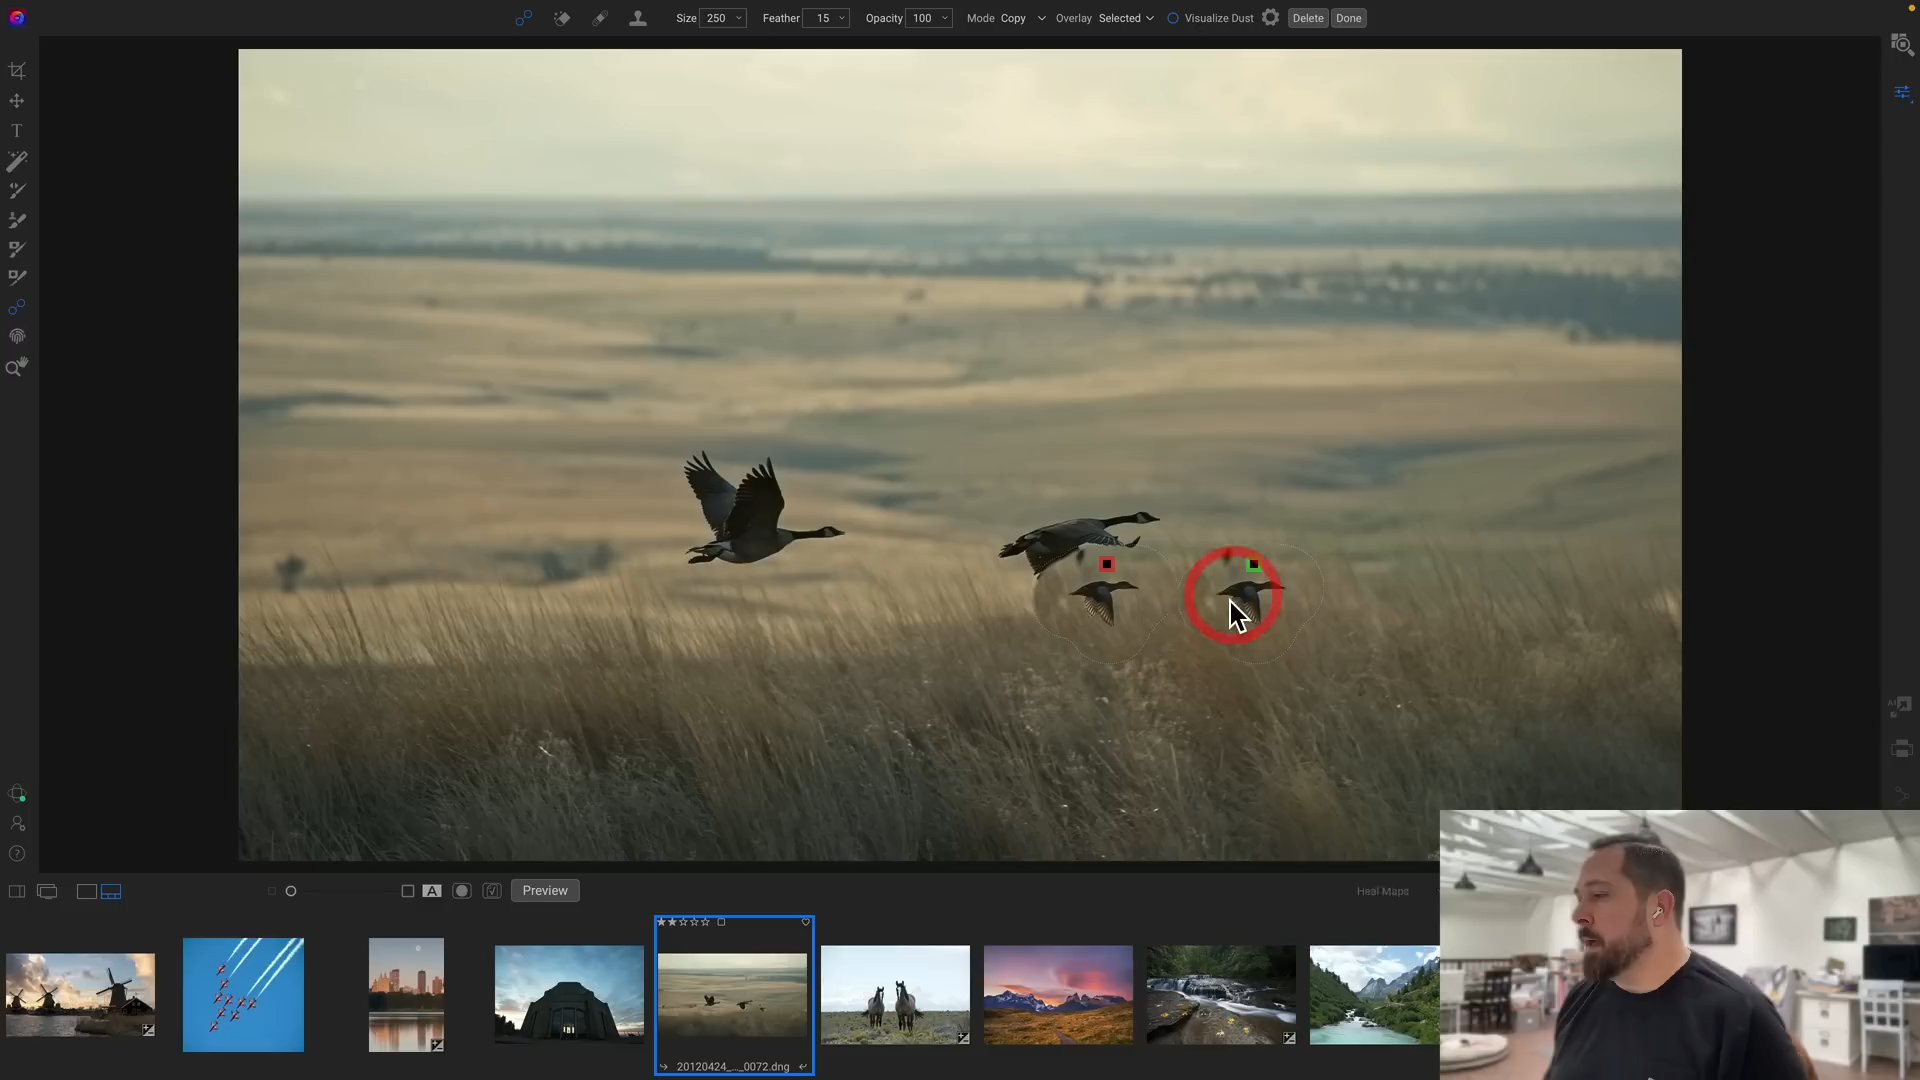 Size 250 Feather 15 Opacity 100 Mode Copy Overlay Selected Visualize Dust Delete Done
T
AI
?
A Preview Heal Maps
20120424_..._0072.dng